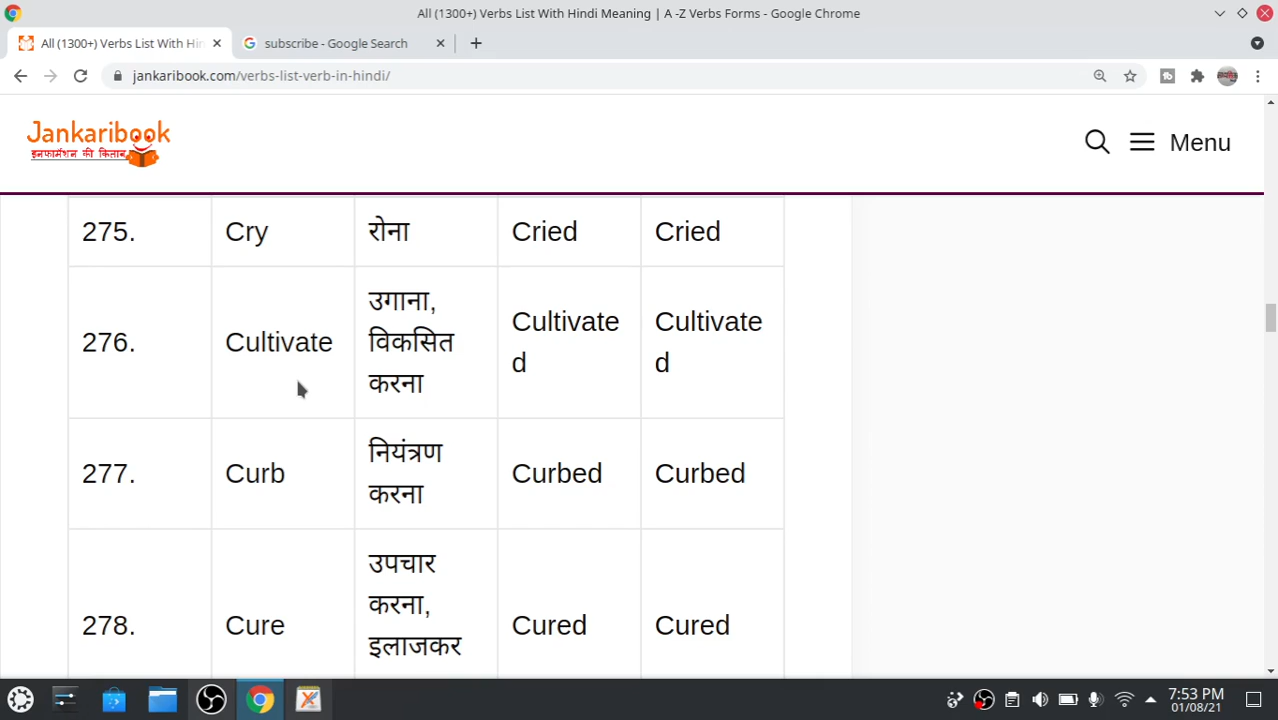 All (1300+) Verbs List With Hindi Meaning | A -Z Verbs Forms - Google Chrome
All (1300+) Verbs List With Hin
subscribe - Google Search
jankaribook.com/verbs-list-verb-in-hindi/
Jankaribook
इनफार्मेशन की किताब
Menu
275. Cry रोना Cried Cried
276. Cultivate उगाना, विकसित करना Cultivate d Cultivate d
277. Curb नियंत्रण करना Curbed Curbed
278. Cure उपचार करना, इलाजकर Cured Cured
7:53 PM
01/08/21